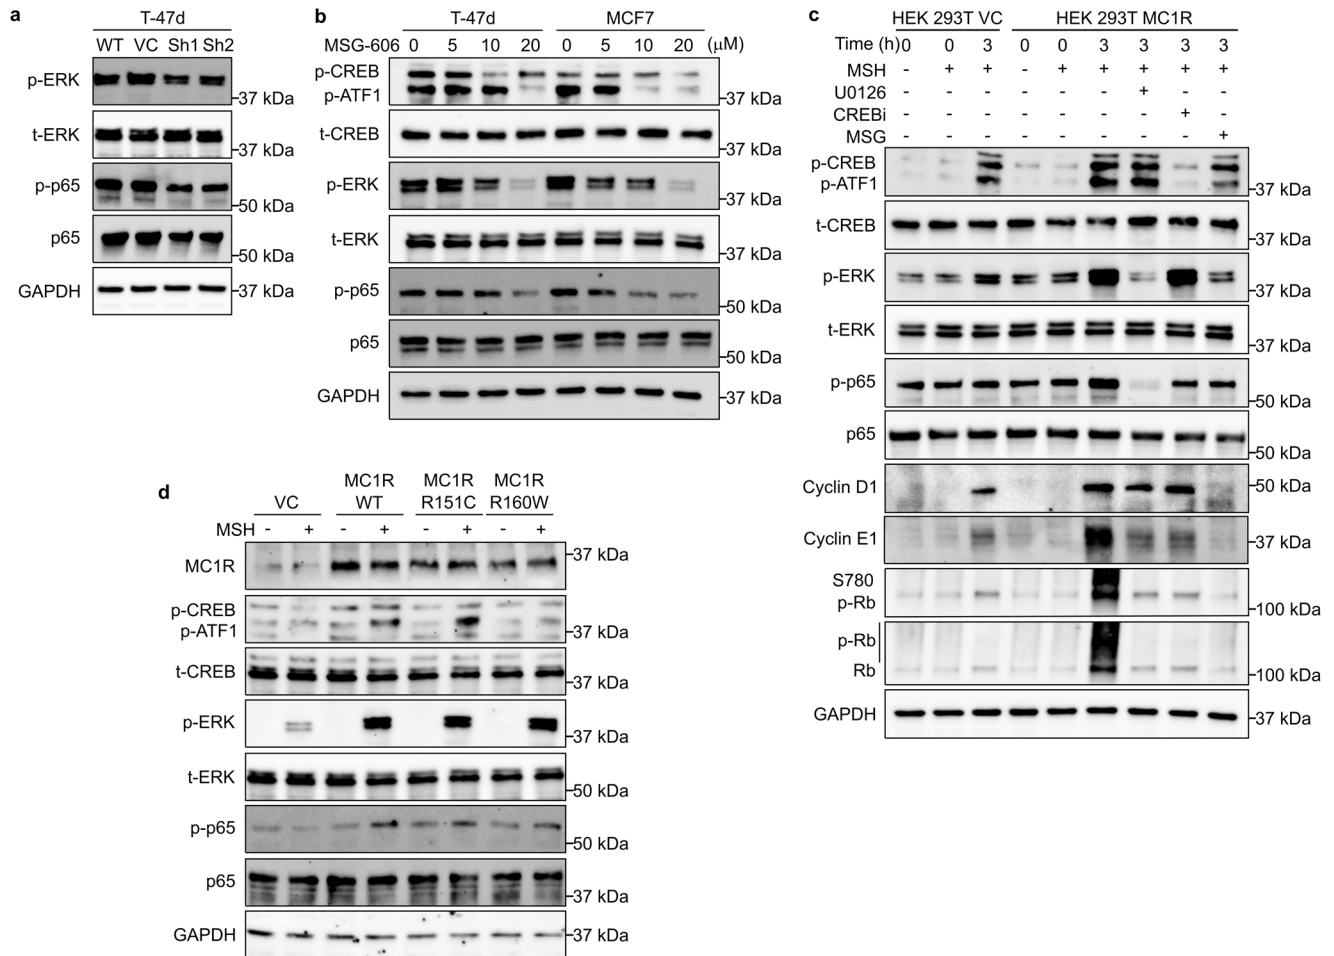 a
T-47d
WT VC Sh1 Sh2
p-ERK
37 kDa
t-ERK
37 kDa
p-p65
50 kDa
p65
50 kDa
GAPDH
37 kDa
b
T-47d MCF7
MSG-606 0 5 10 20 0 5 10 20 (μM)
p-CREB
p-ATF1
37 kDa
t-CREB
37 kDa
p-ERK
37 kDa
t-ERK
37 kDa
p-p65
50 kDa
p65
50 kDa
GAPDH
37 kDa
c
HEK 293T VC HEK 293T MC1R
Time (h) 0 0 3 0 0 3 3 3 3
MSH - + + - + + + + +
U0126 - - - - - - + - -
CREBi - - - - - - - + -
MSG - - - - - - - - +
p-CREB
p-ATF1
37 kDa
t-CREB
37 kDa
p-ERK
37 kDa
t-ERK
37 kDa
p-p65
50 kDa
p65
50 kDa
Cyclin D1
50 kDa
Cyclin E1
37 kDa
S780
p-Rb
100 kDa
p-Rb
Rb
100 kDa
GAPDH
37 kDa
d
VC MC1R WT MC1R R151C MC1R R160W
MSH - + - + - + - +
MC1R
37 kDa
p-CREB
p-ATF1
37 kDa
t-CREB
37 kDa
p-ERK
37 kDa
t-ERK
50 kDa
p-p65
50 kDa
p65
37 kDa
GAPDH
37 kDa